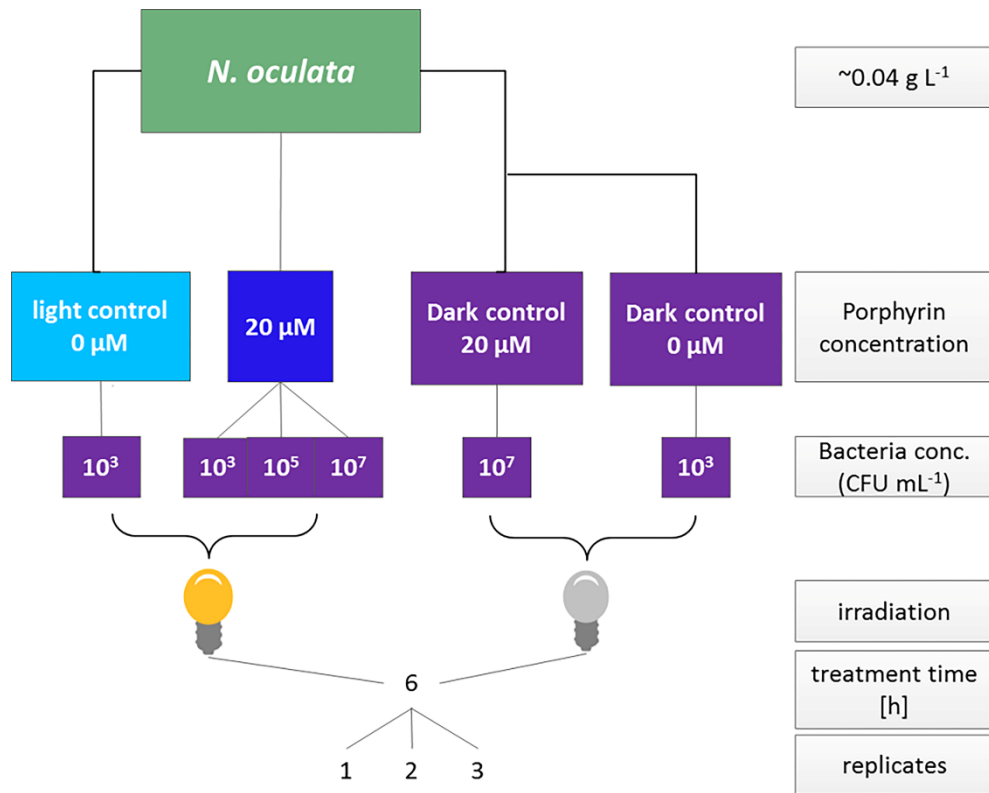 N. oculata
~0.04 g L⁻¹
light control
0 µM
20 µM
Dark control
20 µM
Dark control
0 µM
Porphyrin
concentration
10³
10³
10⁵
10⁷
10⁷
10³
Bacteria conc.
(CFU mL⁻¹)
irradiation
6
treatment time
[h]
1
2
3
replicates